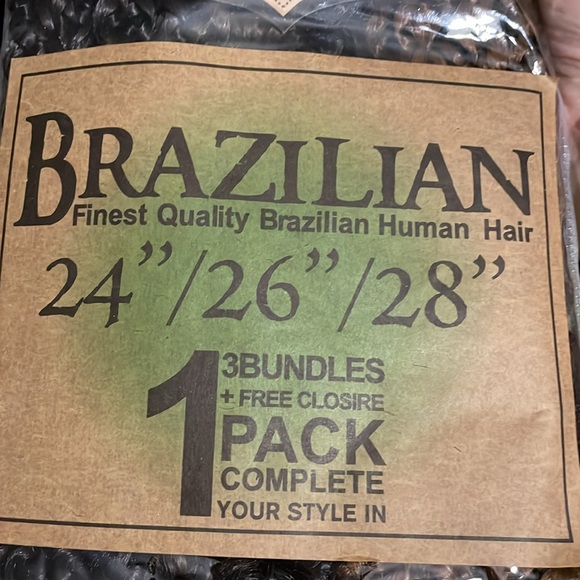 BRAZILIAN
Finest Quality Brazilian Human Hair
24”/26”/28”
1
3BUNDLES
+ FREE CLOSIRE
PACK
COMPLETE
YOUR STYLE IN